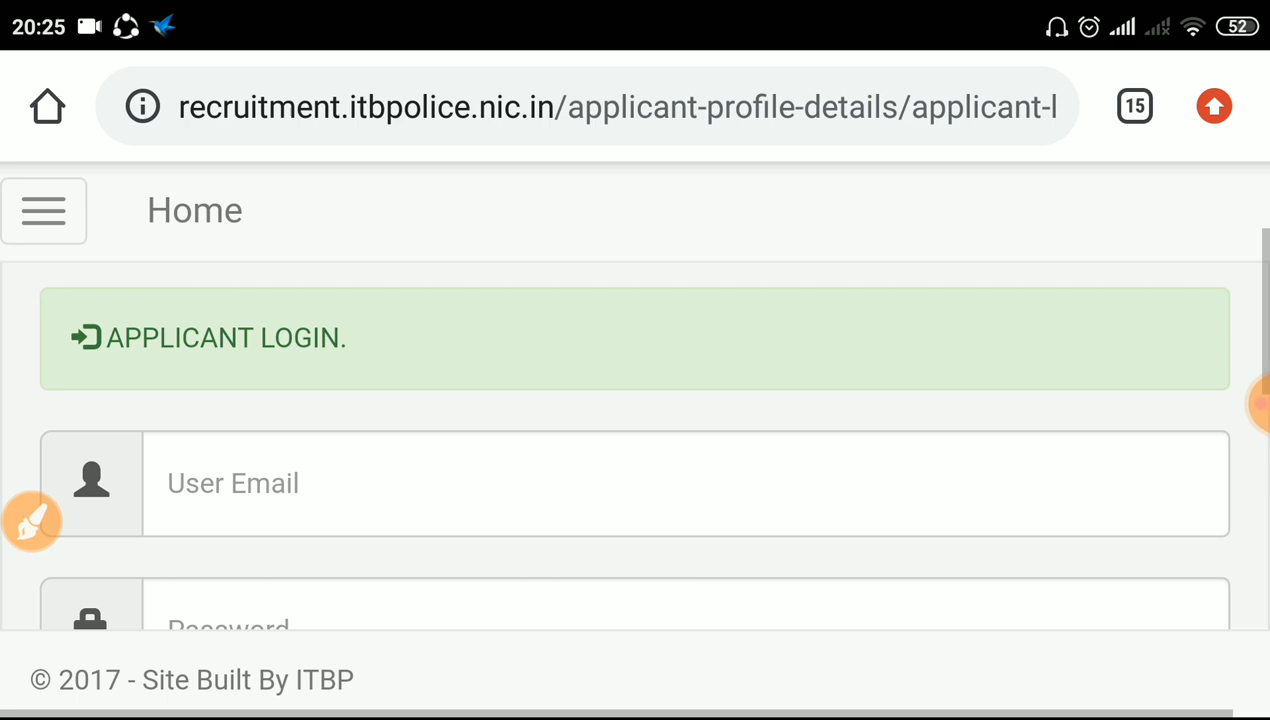 20:25
52
recruitment.itbpolice.nic.in/applicant-profile-details/applicant-l
15
Home
APPLICANT LOGIN.
User Email
Password
© 2017 - Site Built By ITBP